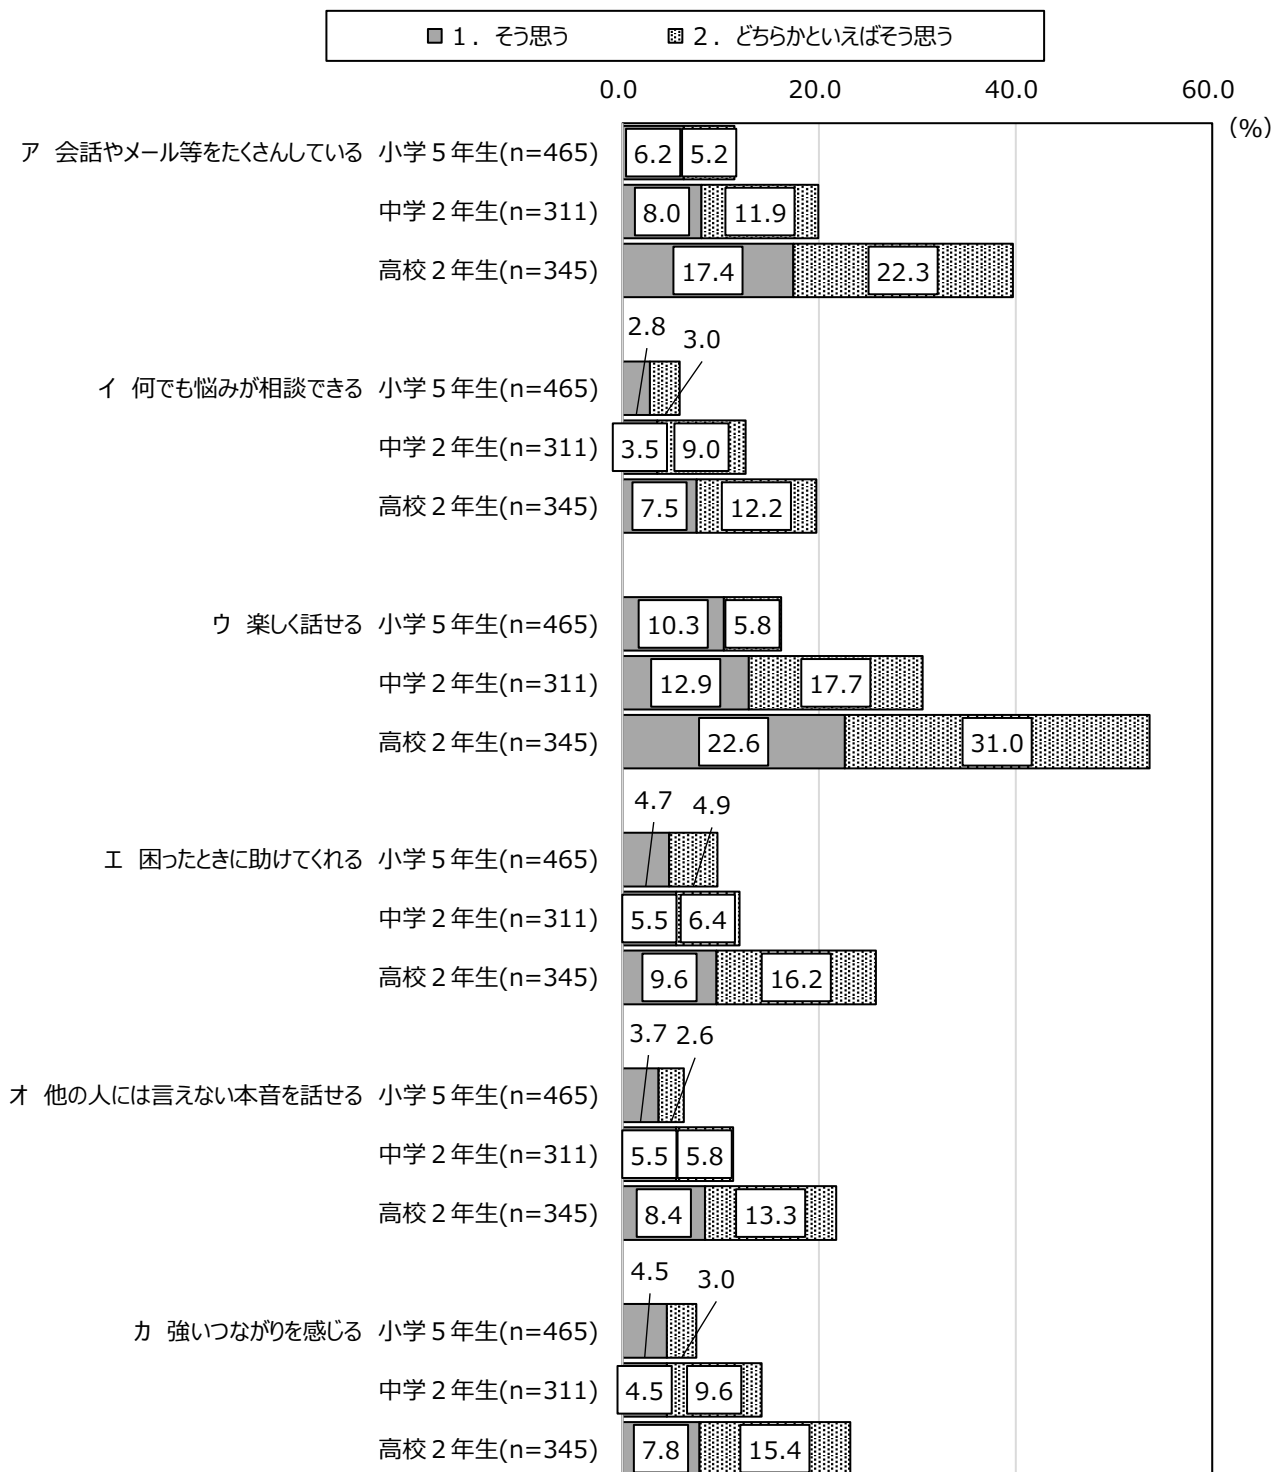 １．そう思う ２．どちらかといえばそう思う
0.0 20.0 40.0 60.0
(%)
ア 会話やメール等をたくさんしている 小学５年生(n=465) 6.2 5.2
中学２年生(n=311) 8.0 11.9
高校２年生(n=345) 17.4 22.3
2.8 3.0
イ 何でも悩みが相談できる 小学５年生(n=465)
中学２年生(n=311) 3.5 9.0
高校２年生(n=345) 7.5 12.2
ウ 楽しく話せる 小学５年生(n=465) 10.3 5.8
中学２年生(n=311) 12.9 17.7
高校２年生(n=345) 22.6 31.0
4.7 4.9
エ 困ったときに助けてくれる 小学５年生(n=465)
中学２年生(n=311) 5.5 6.4
高校２年生(n=345) 9.6 16.2
3.7 2.6
オ 他の人には言えない本音を話せる 小学５年生(n=465)
中学２年生(n=311) 5.5 5.8
高校２年生(n=345) 8.4 13.3
4.5 3.0
カ 強いつながりを感じる 小学５年生(n=465)
中学２年生(n=311) 4.5 9.6
高校２年生(n=345) 7.8 15.4